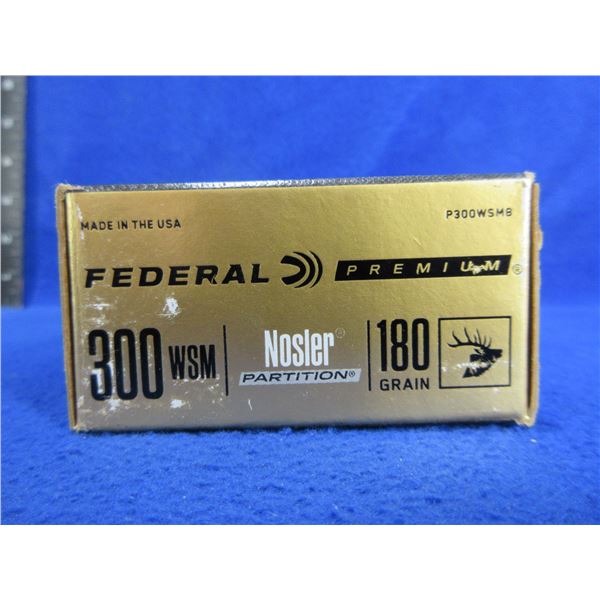 MADE IN THE USA
P300WSMB
FEDERAL PREMIUM®
300 WSM
Nosler®
PARTITION®
180
GRAIN